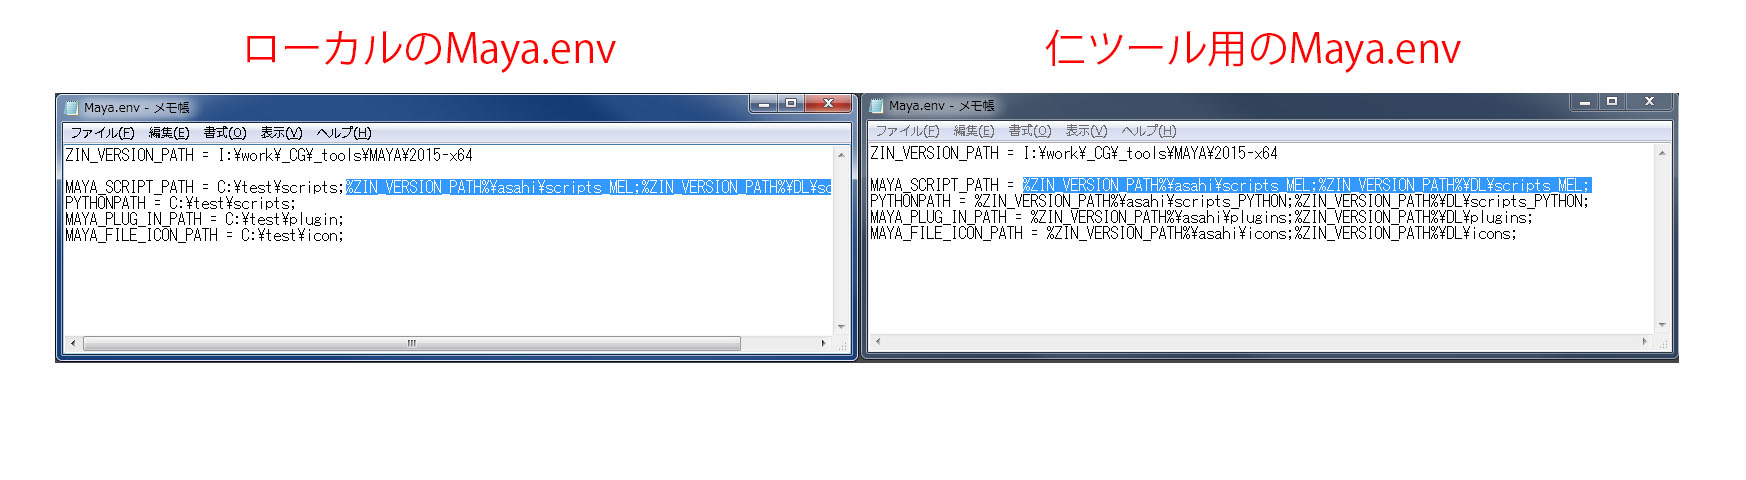 ローカルのMaya.env
仁ツール用のMaya.env
Maya.env - メモ帳
ファイル(F) 編集(E) 書式(O) 表示(V) ヘルプ(H)
ZIN_VERSION_PATH = I:¥work¥_CG¥_tools¥MAYA¥2015-x64
MAYA_SCRIPT_PATH = C:¥test¥scripts;%ZIN_VERSION_PATH%¥asahi¥scripts_MEL;%ZIN_VERSION_PATH%¥DL¥sc
PYTHONPATH = C:¥test¥scripts;
MAYA_PLUG_IN_PATH = C:¥test¥plugin;
MAYA_FILE_ICON_PATH = C:¥test¥icon;
Maya.env - メモ帳
ファイル(F) 編集(E) 書式(O) 表示(V) ヘルプ(H)
ZIN_VERSION_PATH = I:¥work¥_CG¥_tools¥MAYA¥2015-x64
MAYA_SCRIPT_PATH = %ZIN_VERSION_PATH%¥asahi¥scripts_MEL;%ZIN_VERSION_PATH%¥DL¥scripts_MEL;
PYTHONPATH = %ZIN_VERSION_PATH%¥asahi¥scripts_PYTHON;%ZIN_VERSION_PATH%¥DL¥scripts_PYTHON;
MAYA_PLUG_IN_PATH = %ZIN_VERSION_PATH%¥asahi¥plugins;%ZIN_VERSION_PATH%¥DL¥plugins;
MAYA_FILE_ICON_PATH = %ZIN_VERSION_PATH%¥asahi¥icons;%ZIN_VERSION_PATH%¥DL¥icons;